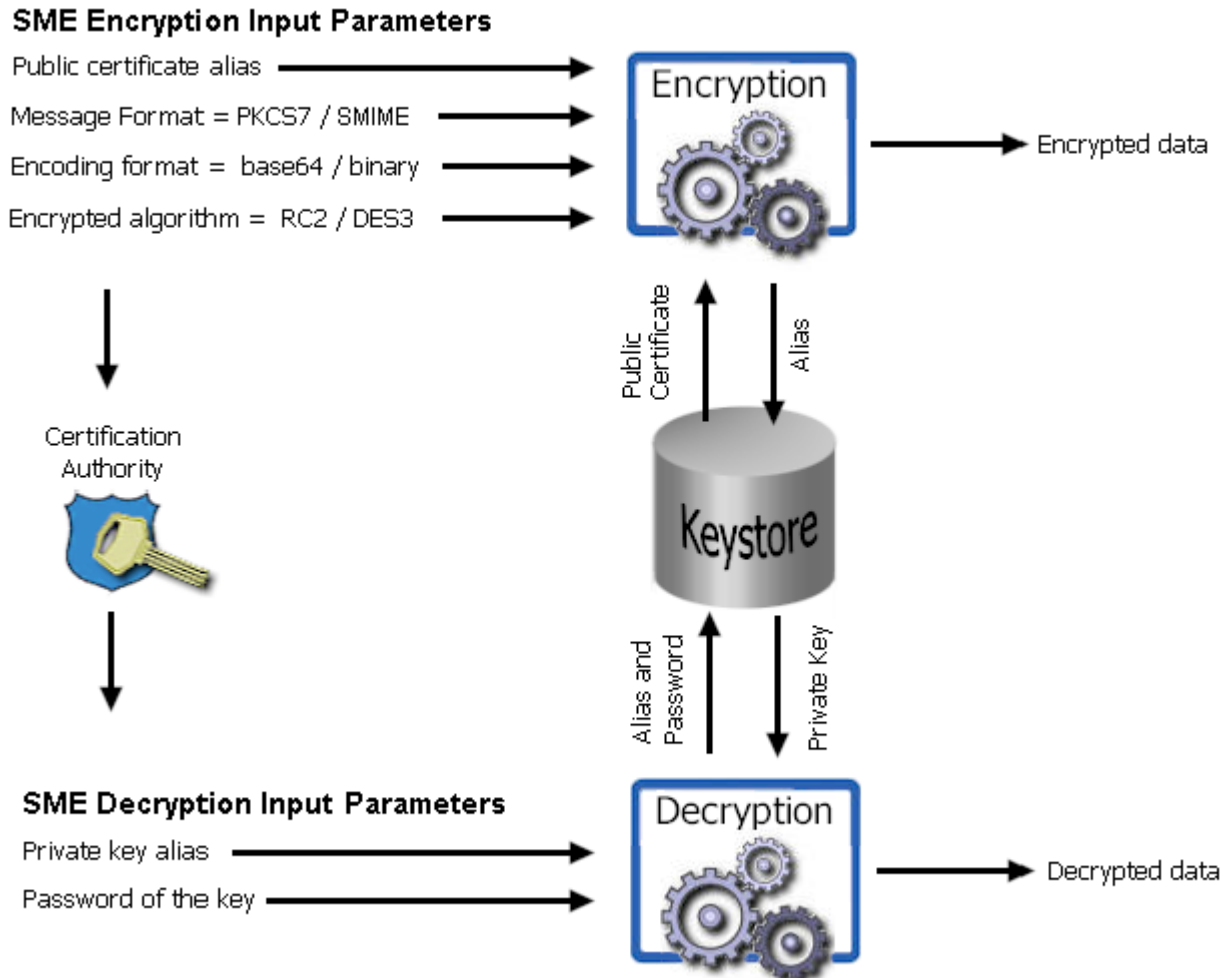 SME Encryption Input Parameters
Public certificate alias
Message Format = PKCS7 / SMIME
Encoding format = base64 / binary
Encrypted algorithm = RC2 / DES3
Encryption
Encrypted data
Public
Certificate
Alias
Certification
Authority
Keystore
Alias and
Password
Private Key
SME Decryption Input Parameters
Private key alias
Password of the key
Decryption
Decrypted data